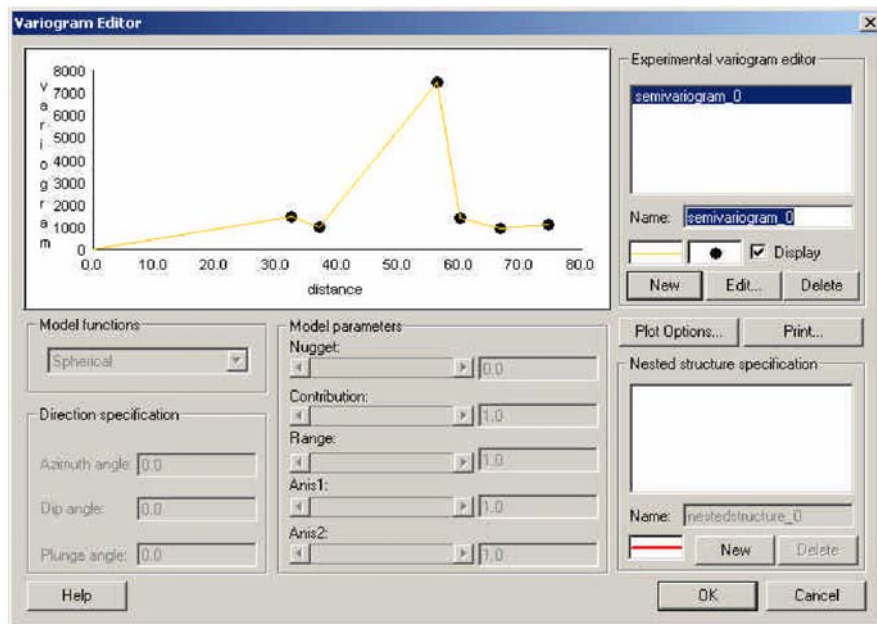 Variogram Editor
variogram
8000
7000
6000
5000
4000
3000
2000
1000
0
0.0 10.0 20.0 30.0 40.0 50.0 60.0 70.0 80.0
distance
Experimental variogram editor
semivariogram_0
Name: semivariogram_0
Display
New Edit... Delete
Plot Options... Print...
Model functions
Spherical
Direction specification
Azimuth angle: 0.0
Dip angle: 0.0
Plunge angle: 0.0
Model parameters
Nugget:
0.0
Contribution:
1.0
Range:
1.0
Anis1:
1.0
Anis2:
1.0
Nested structure specification
Name: nestedstructure_0
New Delete
Help
OK Cancel